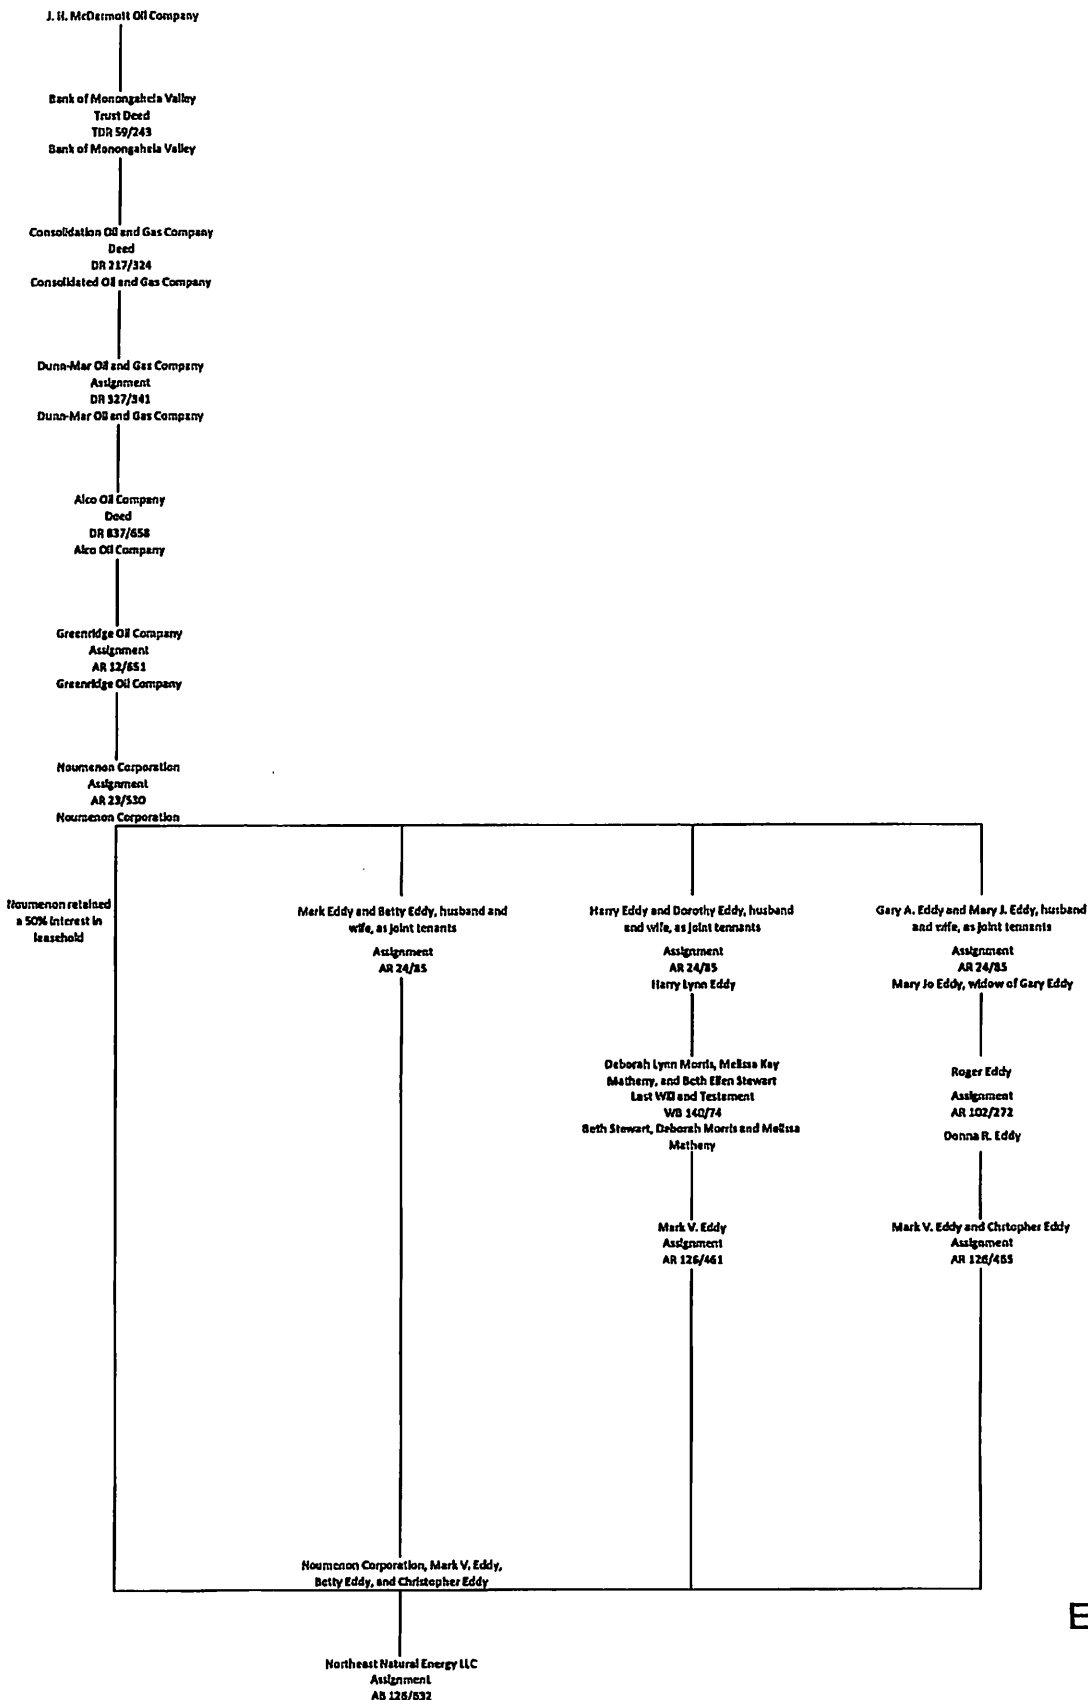 J. H. McDermott Oil Company
Bank of Monongahela Valley
Trust Deed
TDR 59/243
Bank of Monongahela Valley
Consolidation Oil and Gas Company
Deed
DR 217/324
Consolidated Oil and Gas Company
Dunn-Mar Oil and Gas Company
Assignment
DR 327/341
Dunn-Mar Oil and Gas Company
Alco Oil Company
Deed
DR 837/658
Alco Oil Company
Greenridge Oil Company
Assignment
AR 12/651
Greenridge Oil Company
Noumenon Corporation
Assignment
AR 23/530
Noumenon Corporation
Noumenon retained
a 50% interest in
leasehold
Mark Eddy and Betty Eddy, husband and
wife, as joint tenants
Assignment
AR 24/85
Harry Eddy and Dorothy Eddy, husband
and wife, as joint tennants
Assignment
AR 24/85
Harry Lynn Eddy
Gary A. Eddy and Mary J. Eddy, husband
and wife, as joint tennants
Assignment
AR 24/85
Mary Jo Eddy, widow of Gary Eddy
Deborah Lynn Morris, Melissa Kay
Matheny, and Beth Ellen Stewart
Last Will and Testament
WB 140/74
Beth Stewart, Deborah Morris and Melissa
Matheny
Roger Eddy
Assignment
AR 102/272
Donna R. Eddy
Mark V. Eddy
Assignment
AR 126/461
Mark V. Eddy and Chrtopher Eddy
Assignment
AR 126/465
Noumenon Corporation, Mark V. Eddy,
Betty Eddy, and Christopher Eddy
Northeast Natural Energy LLC
Assignment
AB 126/632
E